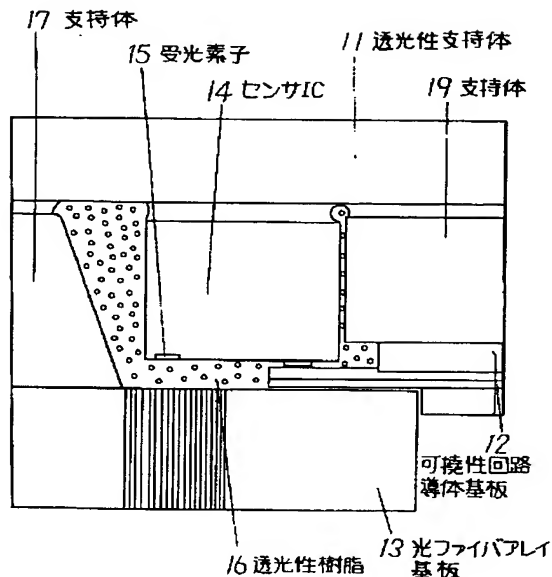 17 支持体
15 受光素子
11 透光性支持体
14 センサIC
19 支持体
12
可撓性回路
導体基板
13 光ファイバアレイ
基板
16 透光性樹脂